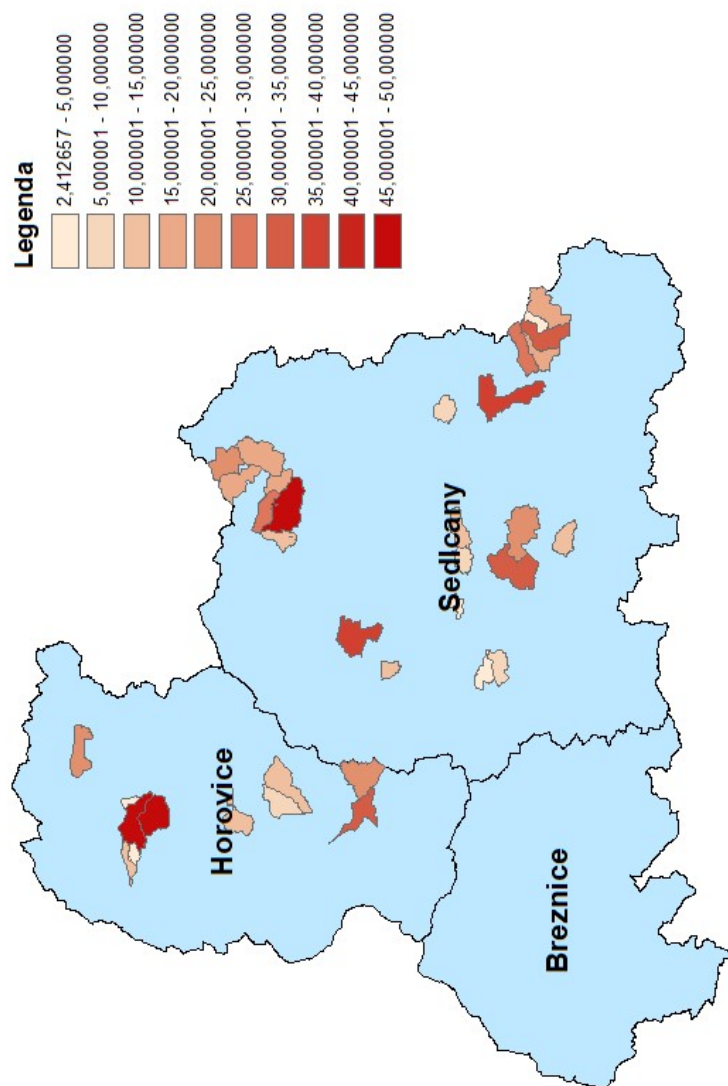 Legenda
2,412657 - 5,000000
5,000001 - 10,000000
10,000001 - 15,000000
15,000001 - 20,000000
20,000001 - 25,000000
25,000001 - 30,000000
30,000001 - 35,000000
35,000001 - 40,000000
40,000001 - 45,000000
45,000001 - 50,000000
Horovice
Sedlcany
Breznice